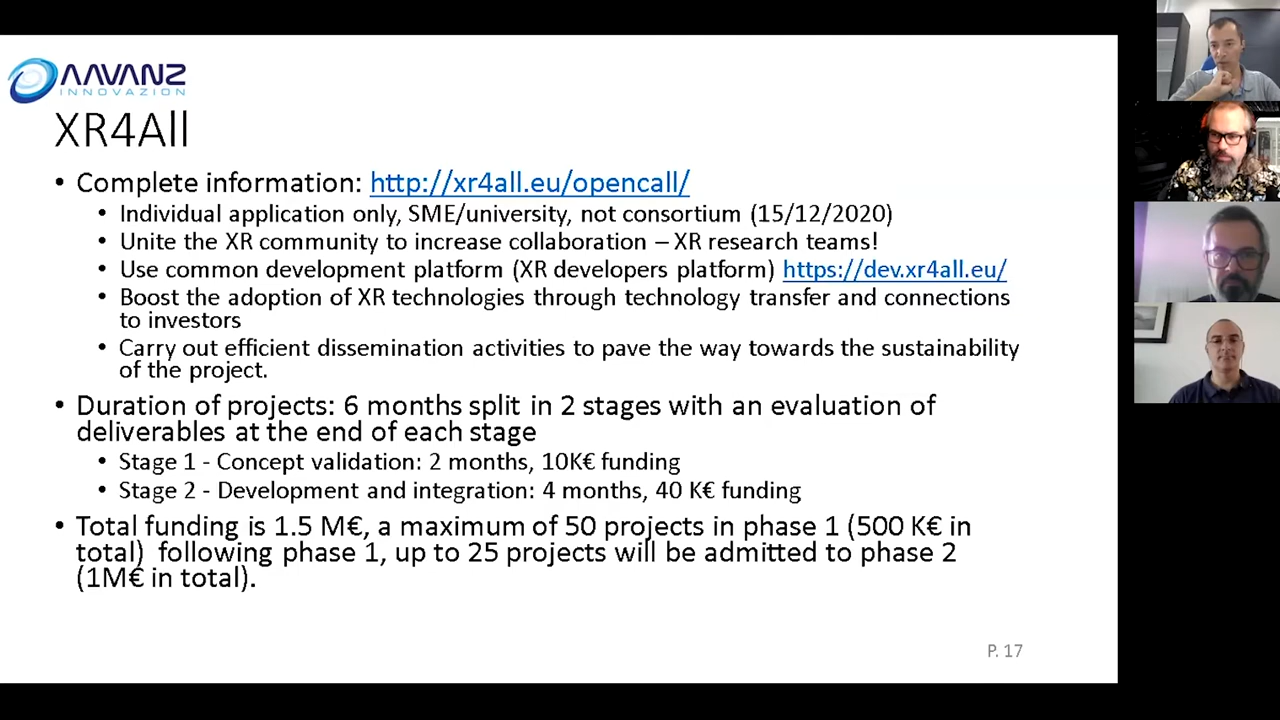 AAVANZ
INNOVAZION
XR4All
• Complete information: http://xr4all.eu/opencall/
• Individual application only, SME/university, not consortium (15/12/2020)
• Unite the XR community to increase collaboration – XR research teams!
• Use common development platform (XR developers platform) https://dev.xr4all.eu/
• Boost the adoption of XR technologies through technology transfer and connections
to investors
• Carry out efficient dissemination activities to pave the way towards the sustainability
of the project.
• Duration of projects: 6 months split in 2 stages with an evaluation of
deliverables at the end of each stage
• Stage 1 - Concept validation: 2 months, 10K€ funding
• Stage 2 - Development and integration: 4 months, 40 K€ funding
• Total funding is 1.5 M€, a maximum of 50 projects in phase 1 (500 K€ in
total) following phase 1, up to 25 projects will be admitted to phase 2
(1M€ in total).
P. 17